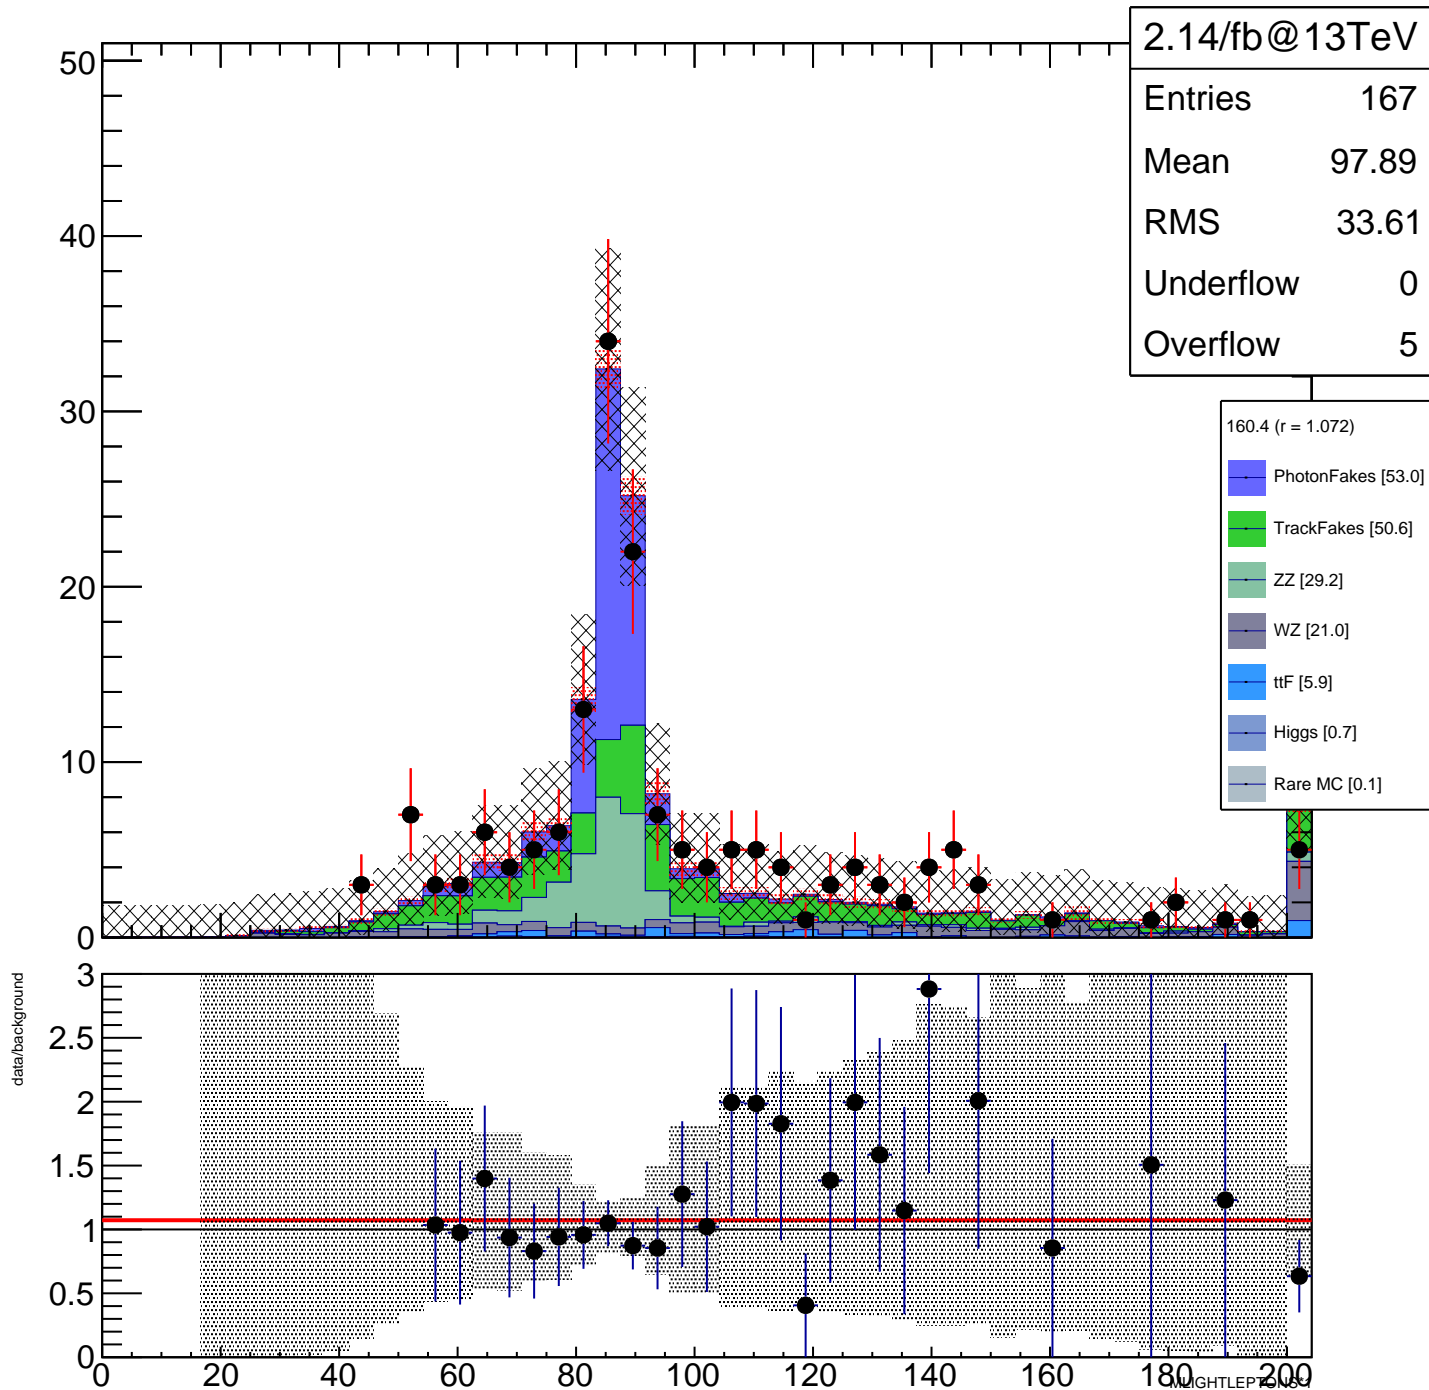 2.14/fb@13TeV
Entries 167
Mean 97.89
RMS 33.61
Underflow 0
Overflow 5
160.4 (r = 1.072)
PhotonFakes [53.0]
TrackFakes [50.6]
ZZ [29.2]
WZ [21.0]
ttF [5.9]
Higgs [0.7]
Rare MC [0.1]
50
40
30
20
10
0
data/background
3
2.5
2
1.5
1
0.5
0
0 20 40 60 80 100 120 140 160 180 200
MLIGHTLEPTONS*1